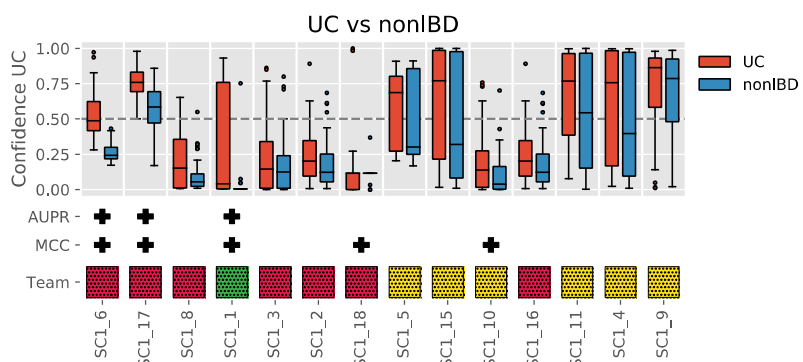 UC vs nonIBD
Confidence UC
1.00
0.75
0.50
0.25
0.00
UC
nonIBD
AUPR
MCC
Team
SC1_6
SC1_17
SC1_8
SC1_1
SC1_3
SC1_2
SC1_18
SC1_5
SC1_15
SC1_10
SC1_16
SC1_11
SC1_4
SC1_9